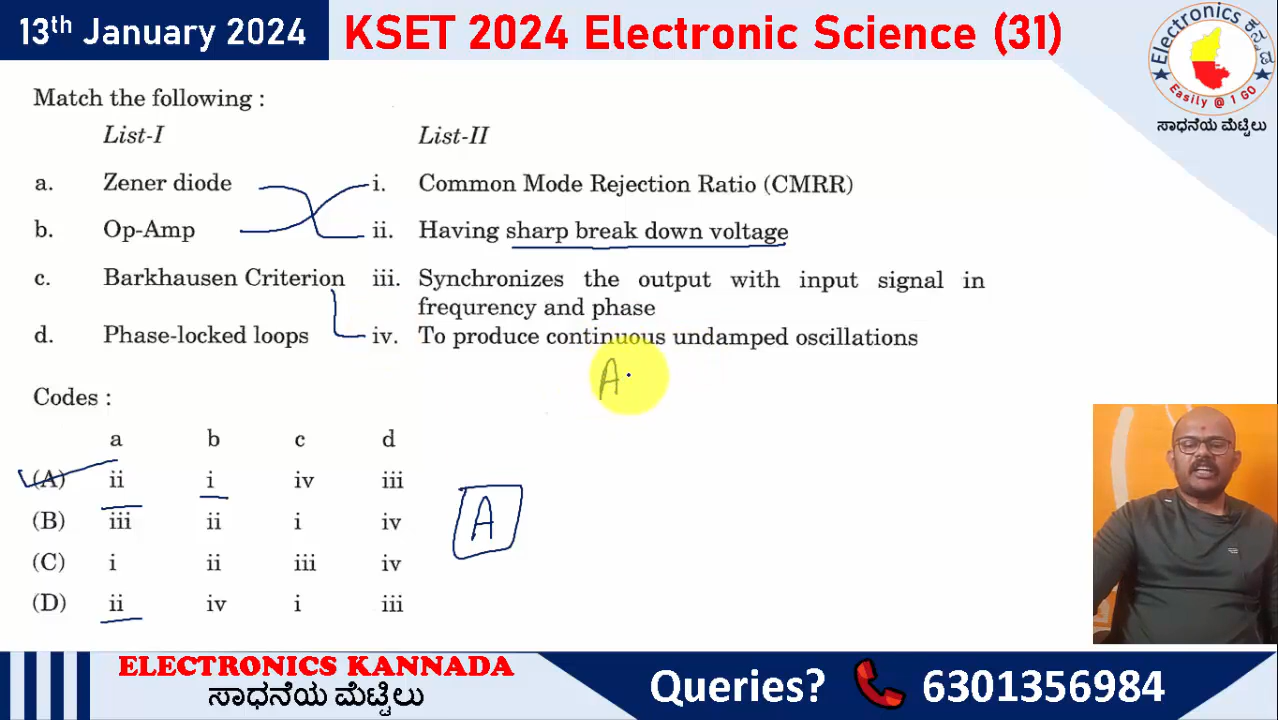 13th January 2024
KSET 2024 Electronic Science (31)
Electronics ಕನ್ನಡ
Easily @ 1 GO
ಸಾಧನೆಯ ಮೆಟ್ಟಿಲು
Match the following :
List-I List-II
a. Zener diode i. Common Mode Rejection Ratio (CMRR)
b. Op-Amp ii. Having sharp break down voltage
c. Barkhausen Criterion iii. Synchronizes the output with input signal in
frequrency and phase
d. Phase-locked loops iv. To produce continuous undamped oscillations
A
Codes :
a b c d
(A) ii i iv iii
(B) iii ii i iv
A
(C) i ii iii iv
(D) ii iv i iii
ELECTRONICS KANNADA
ಸಾಧನೆಯ ಮೆಟ್ಟಿಲು
Queries? 6301356984